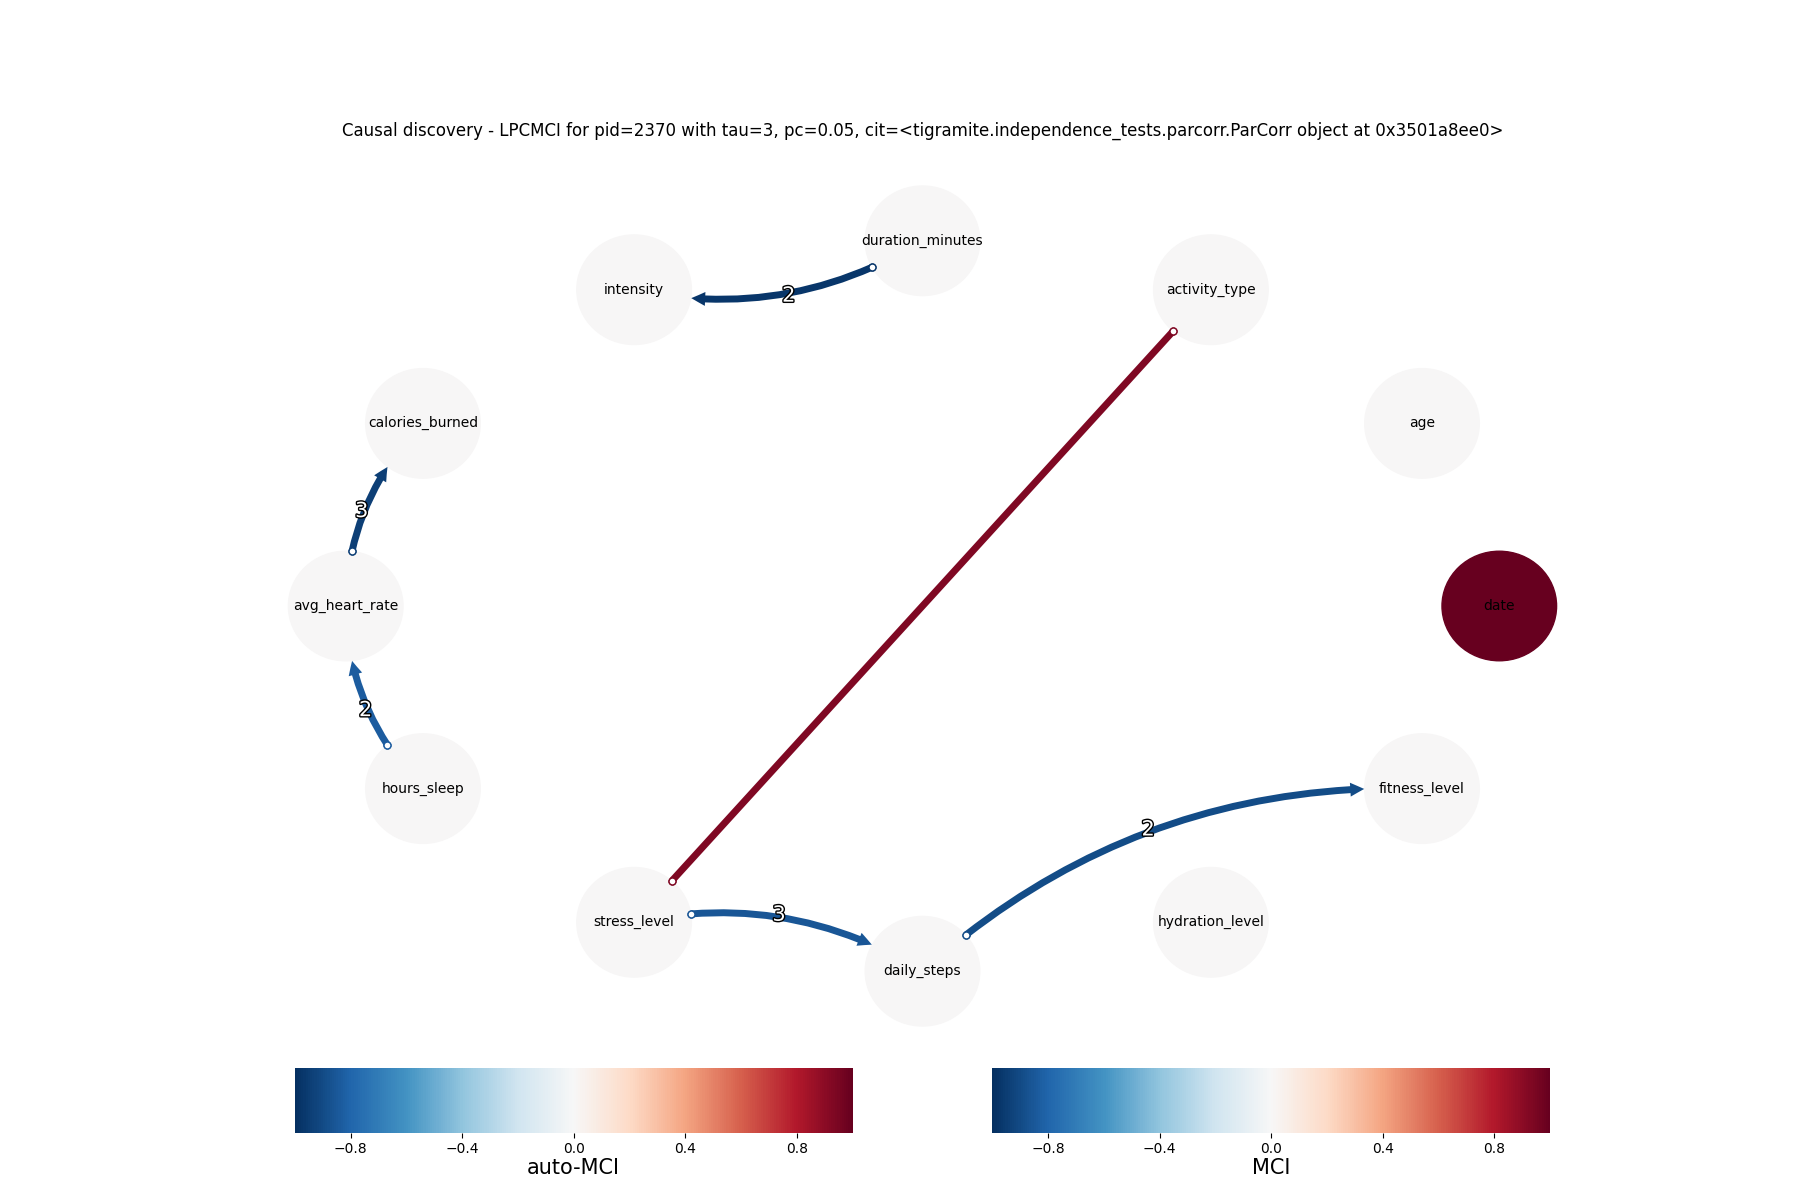 Causal discovery - LPCMCI for pid=2370 with tau=3, pc=0.05, cit=<tigramite.independence_tests.parcorr.ParCorr object at 0x3501a8ee0>
duration_minutes
intensity
activity_type
2
calories_burned
age
3
avg_heart_rate
date
2
hours_sleep
fitness_level
2
stress_level
3
hydration_level
daily_steps
−0.8 −0.4 0.0 0.4 0.8
auto-MCI
−0.8 −0.4 0.0 0.4 0.8
MCI